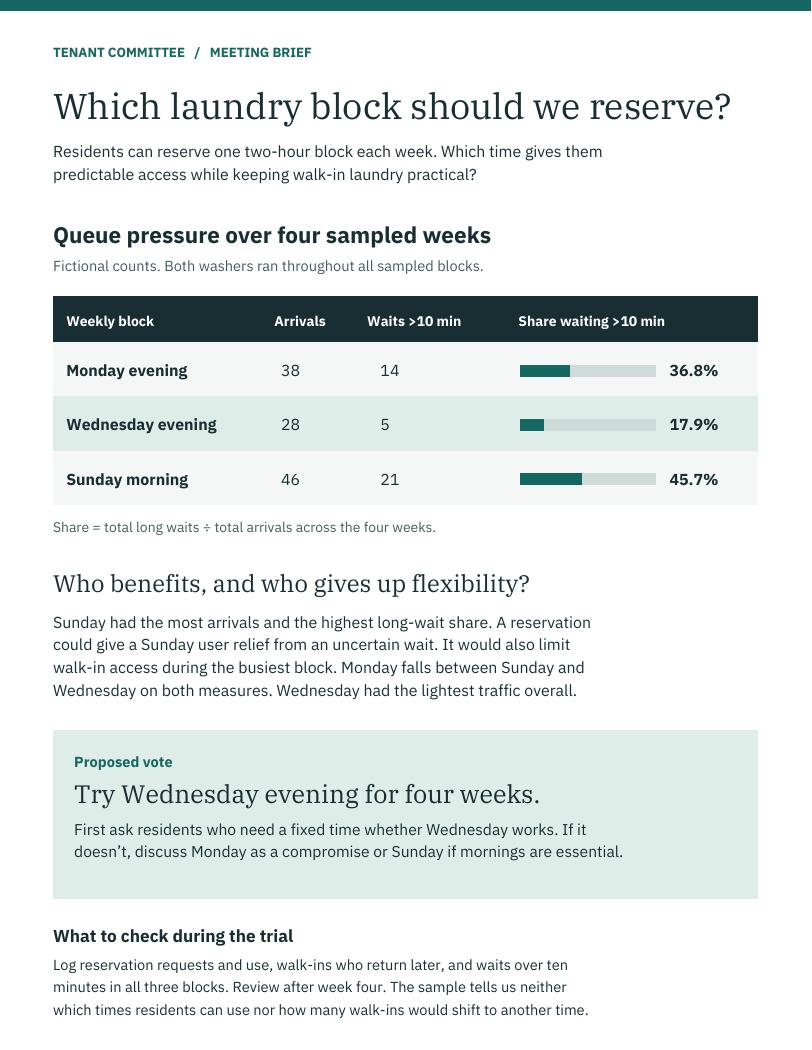 TENANT COMMITTEE / MEETING BRIEF
Which laundry block should we reserve?
Residents can reserve one two-hour block each week. Which time gives them
predictable access while keeping walk-in laundry practical?
Queue pressure over four sampled weeks
Fictional counts. Both washers ran throughout all sampled blocks.
Weekly block Arrivals Waits >10 min Share waiting >10 min
Monday evening 38 14 36.8%
Wednesday evening 28 5 17.9%
Sunday morning 46 21 45.7%
Share = total long waits ÷ total arrivals across the four weeks.
Who benefits, and who gives up flexibility?
Sunday had the most arrivals and the highest long-wait share. A reservation
could give a Sunday user relief from an uncertain wait. It would also limit
walk-in access during the busiest block. Monday falls between Sunday and
Wednesday on both measures. Wednesday had the lightest traffic overall.
Proposed vote
Try Wednesday evening for four weeks.
First ask residents who need a fixed time whether Wednesday works. If it
doesn’t, discuss Monday as a compromise or Sunday if mornings are essential.
What to check during the trial
Log reservation requests and use, walk-ins who return later, and waits over ten
minutes in all three blocks. Review after week four. The sample tells us neither
which times residents can use nor how many walk-ins would shift to another time.